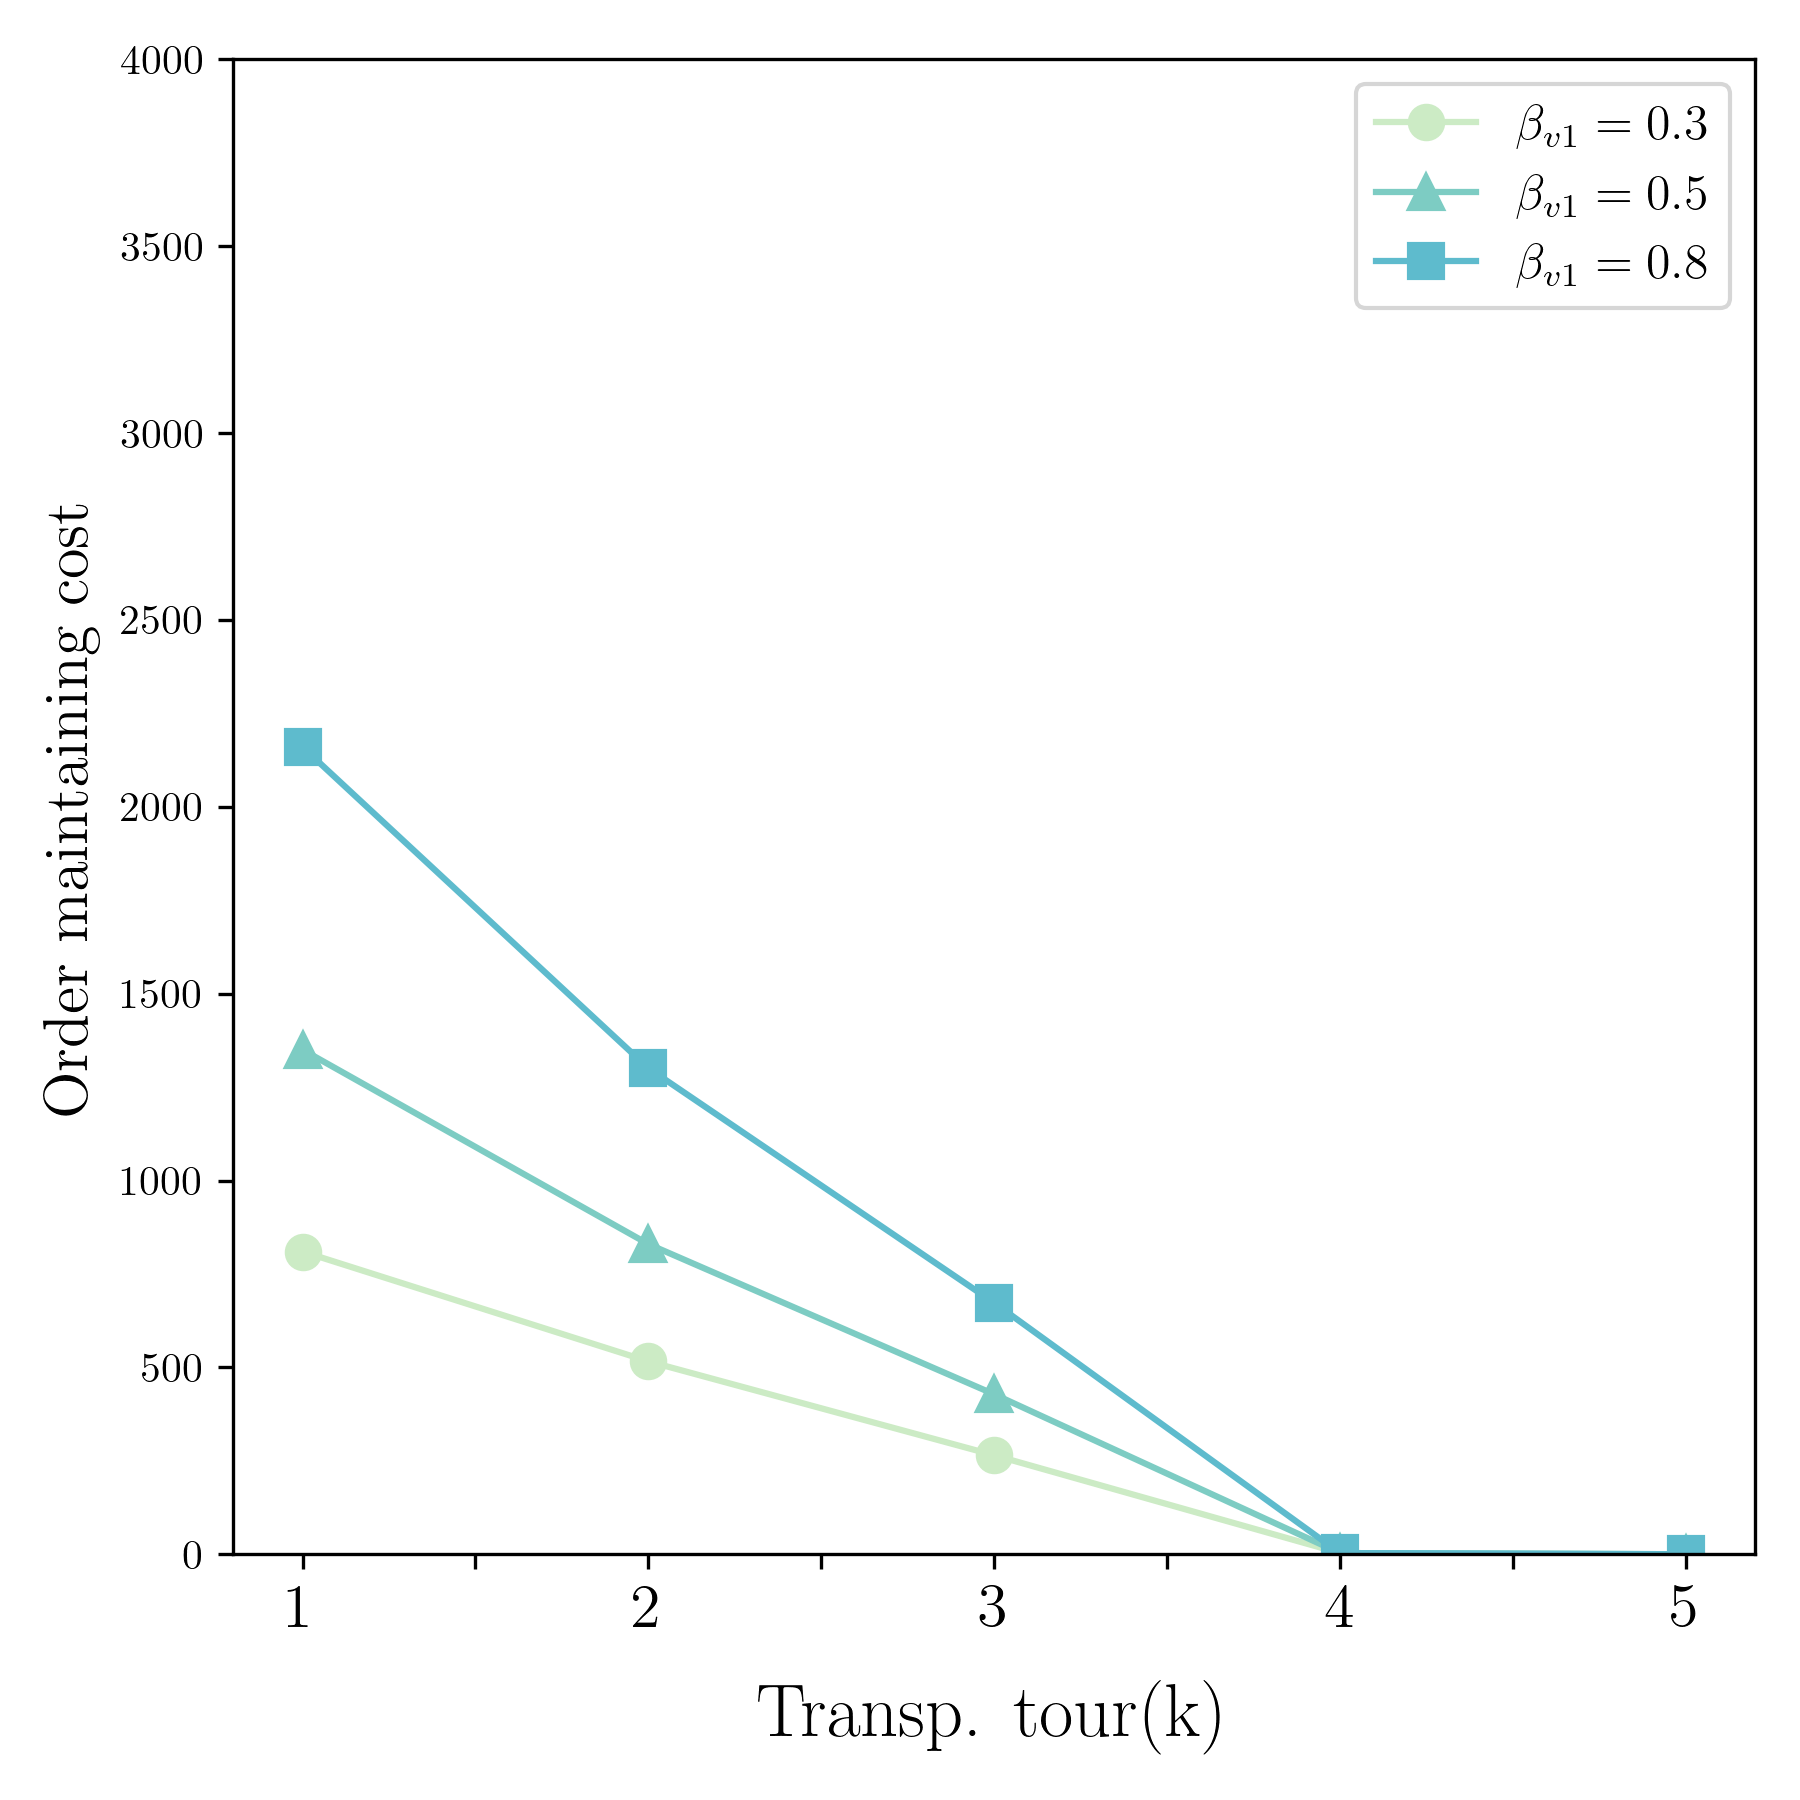 4000
3500
3000
2500
2000
1500
1000
500
0
Order maintaining cost
β_{v1} = 0.3
β_{v1} = 0.5
β_{v1} = 0.8
1 2 3 4 5
Transp. tour(k)